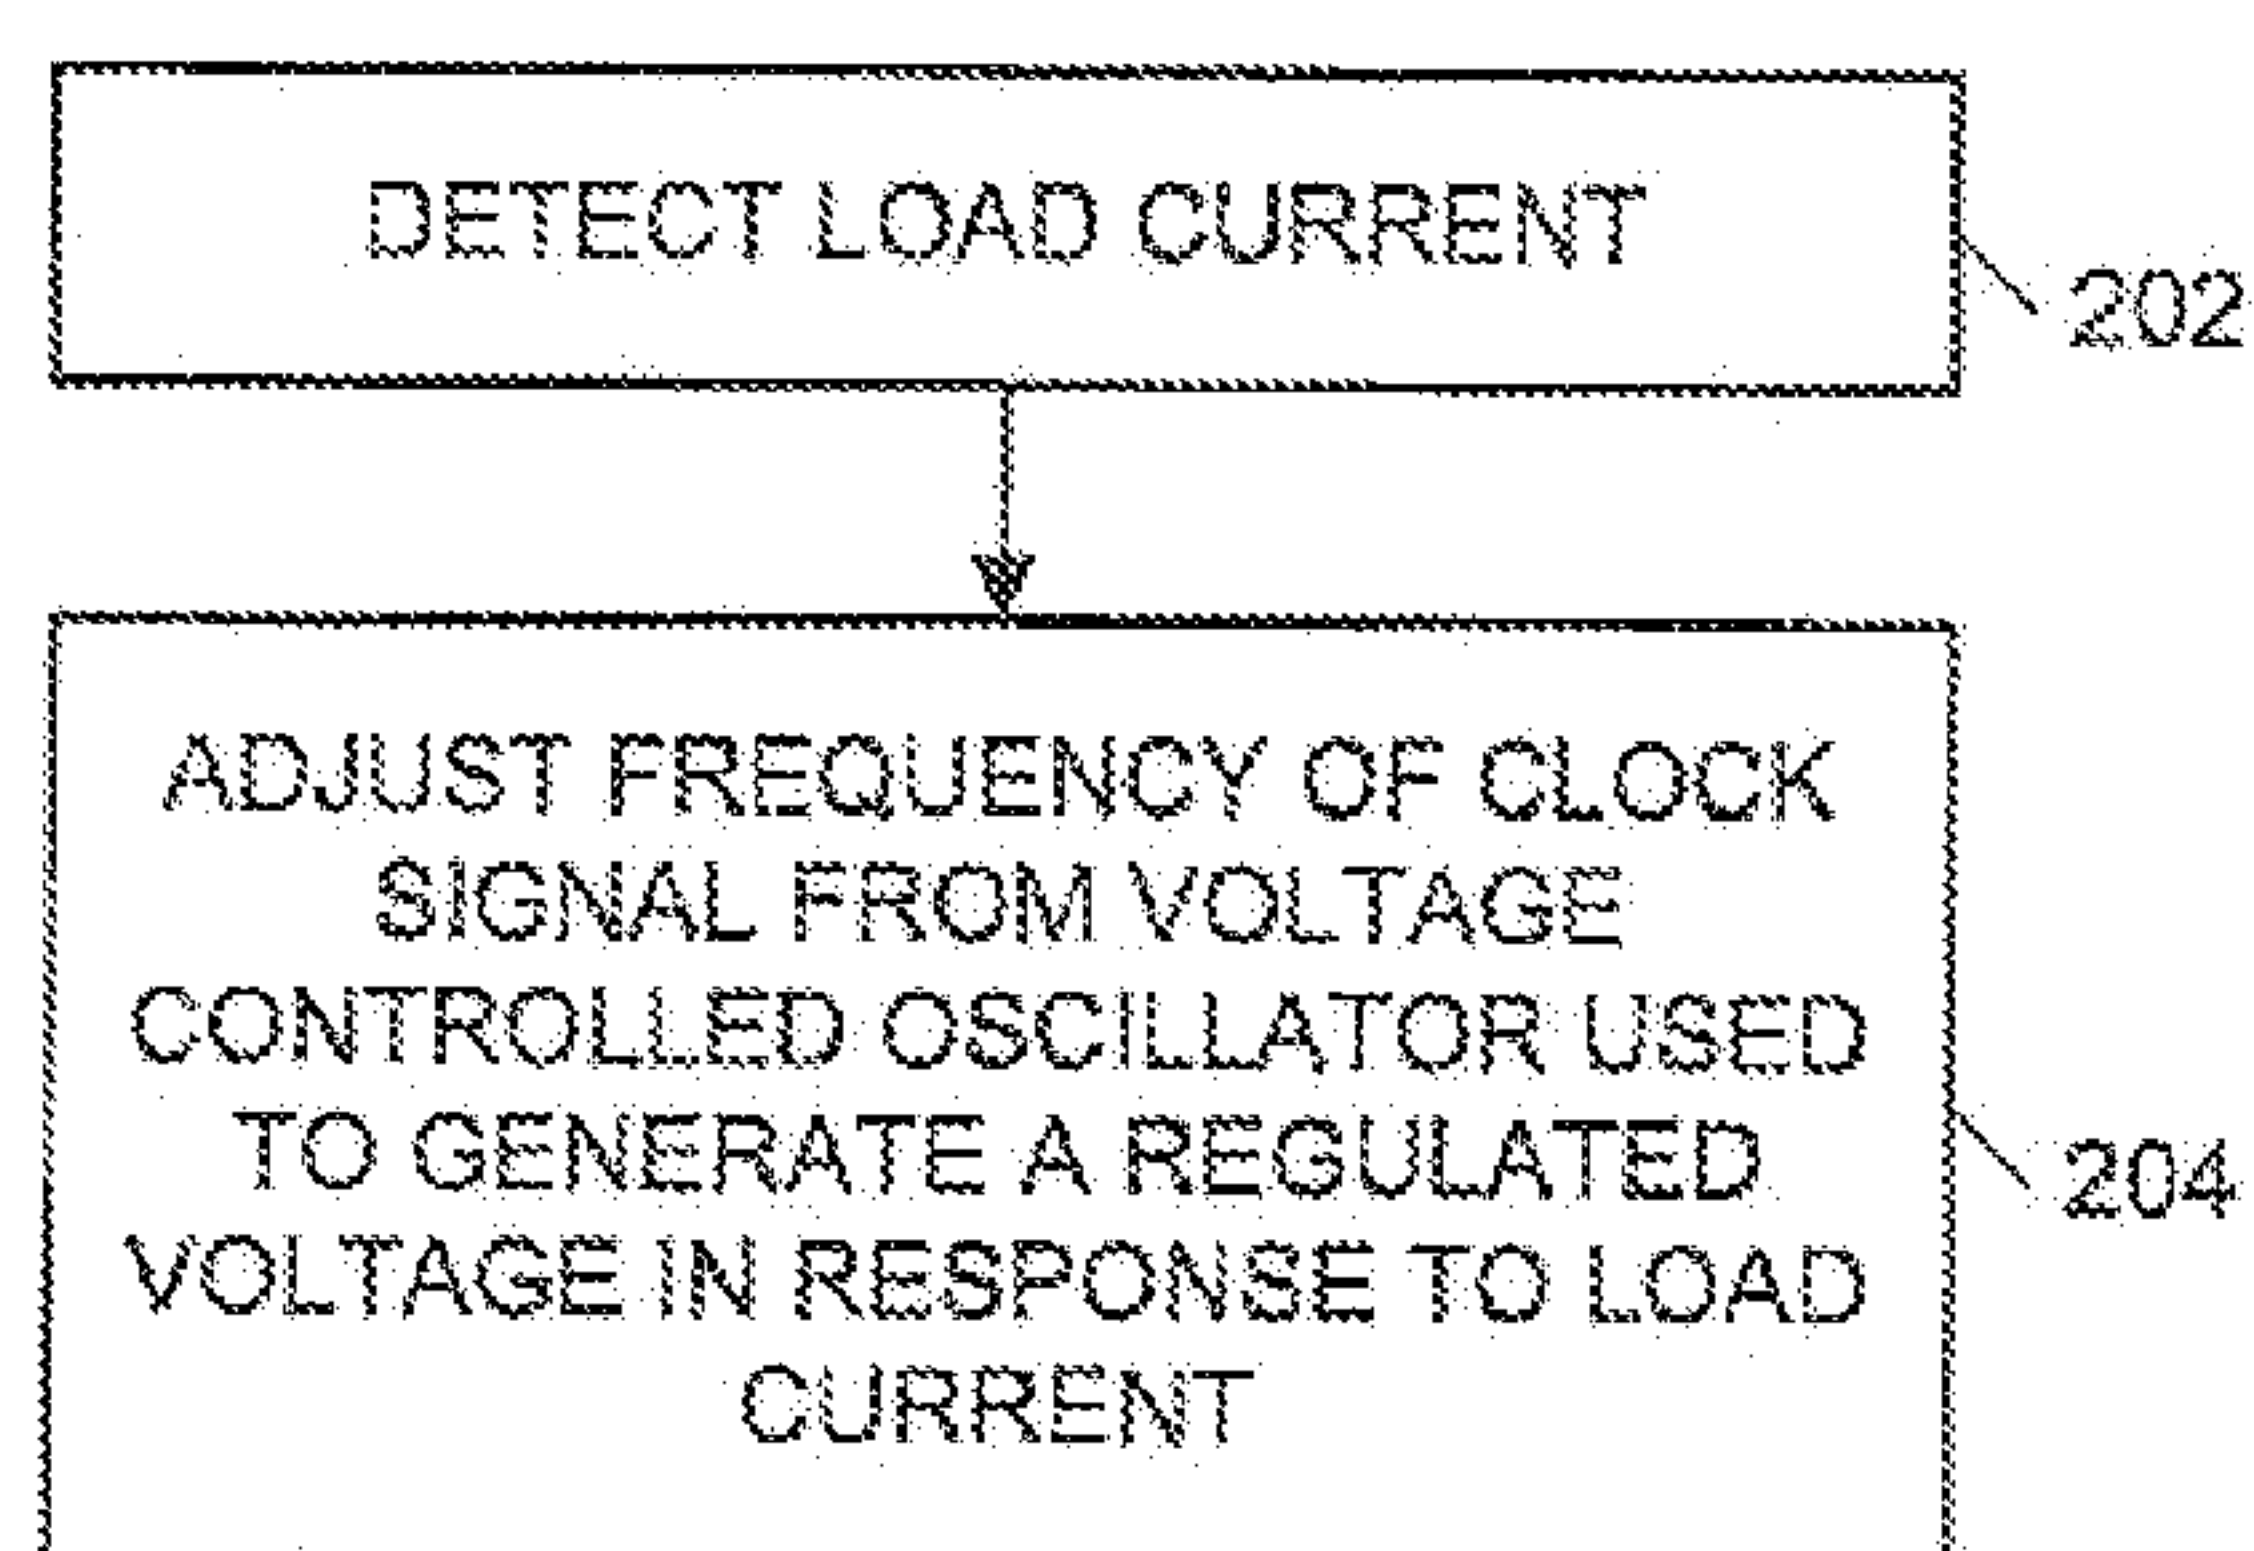 DETECT LOAD CURRENT
202
ADJUST FREQUENCY OF CLOCK
SIGNAL FROM VOLTAGE
CONTROLLED OSCILLATOR USED
TO GENERATE A REGULATED
204
VOLTAGE IN RESPONSE TO LOAD
CURRENT